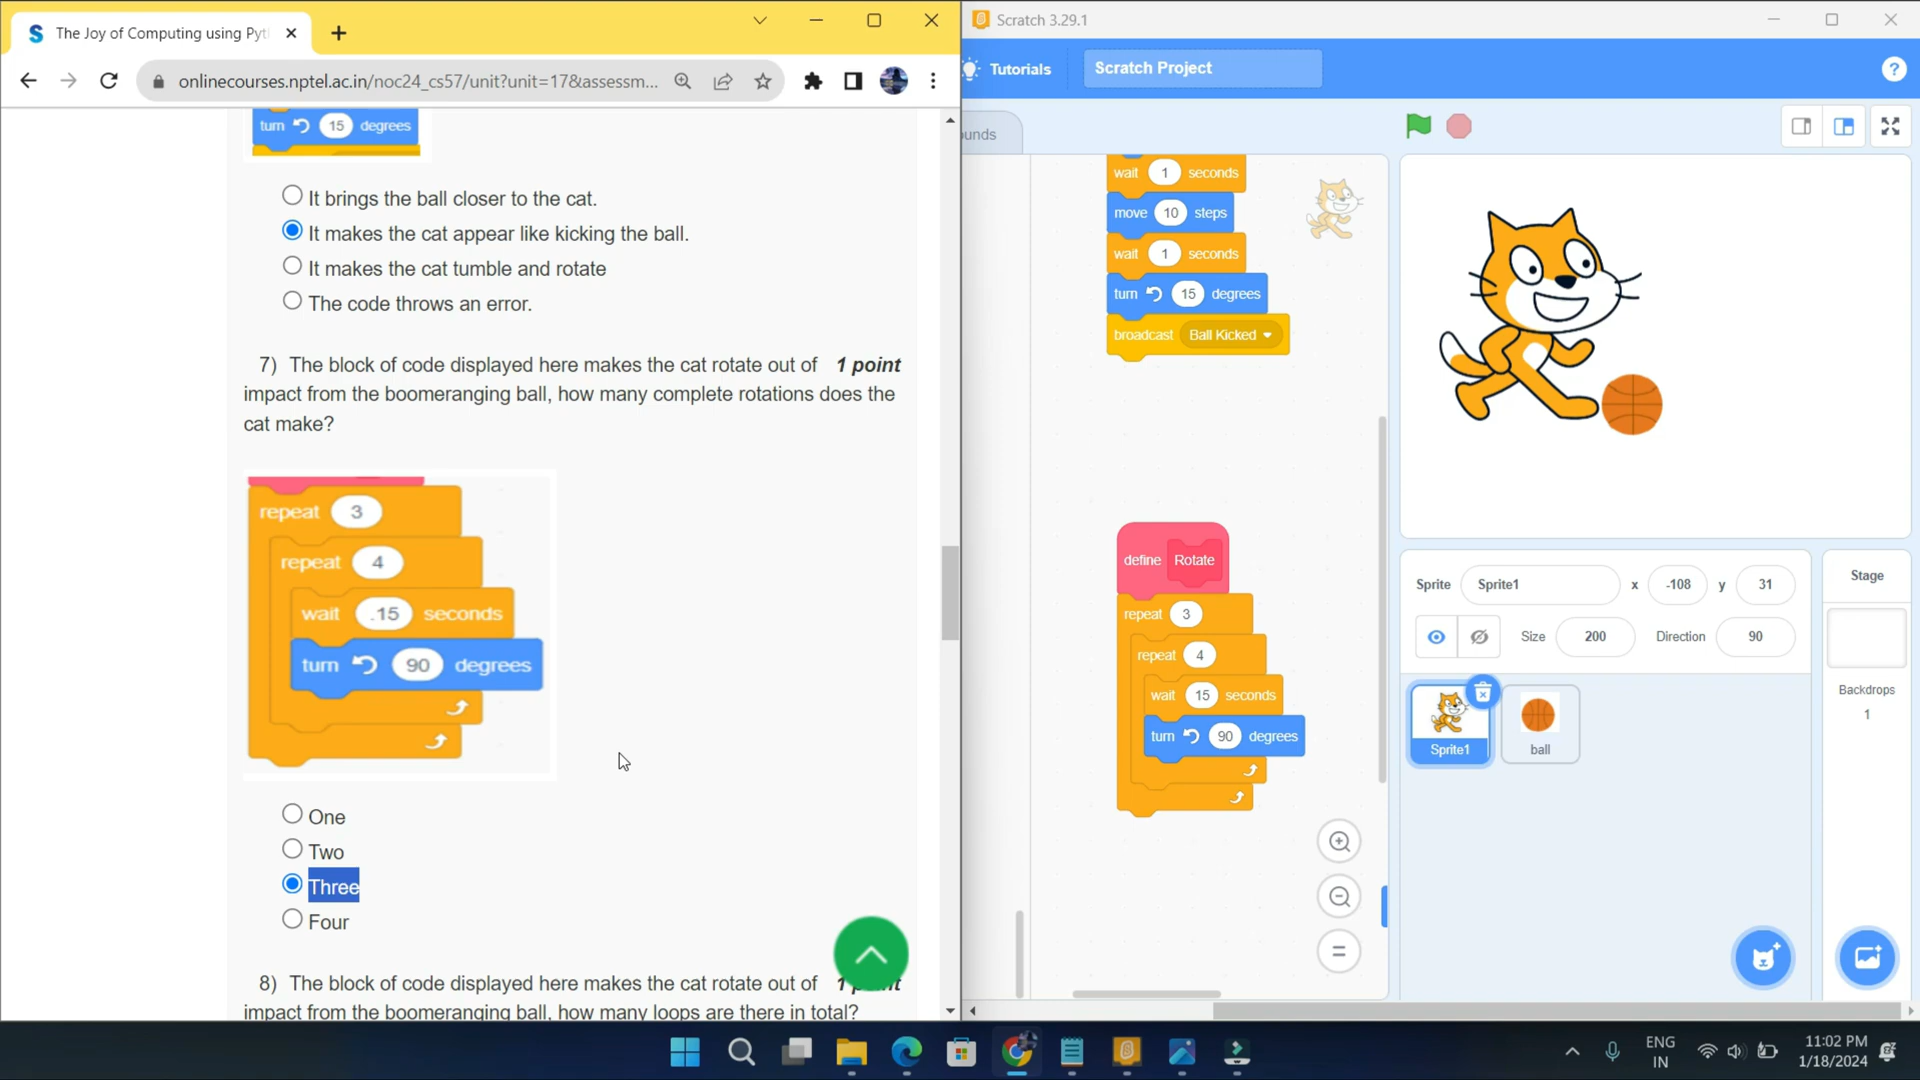 The Joy of Computing using Pyt
Scratch 3.29.1
onlinecourses.nptel.ac.in/noc24_cs57/unit?unit=17&assessm...
Tutorials
Scratch Project
turn 15 degrees
It brings the ball closer to the cat.
It makes the cat appear like kicking the ball.
It makes the cat tumble and rotate
The code throws an error.
7) The block of code displayed here makes the cat rotate out of 1 point
impact from the boomeranging ball, how many complete rotations does the
cat make?
repeat 3
repeat 4
wait .15 seconds
turn 90 degrees
One
Two
Three
Four
8) The block of code displayed here makes the cat rotate out of
impact from the boomeranging ball, how many loops are there in total?
unds
wait 1 seconds
move 10 steps
wait 1 seconds
turn 15 degrees
broadcast Ball Kicked
define Rotate
repeat 3
repeat 4
wait 15 seconds
turn 90 degrees
Sprite Sprite1 x -108 y 31
Size 200 Direction 90
Sprite1
ball
Stage
Backdrops
1
ENG
IN
11:02 PM
1/18/2024